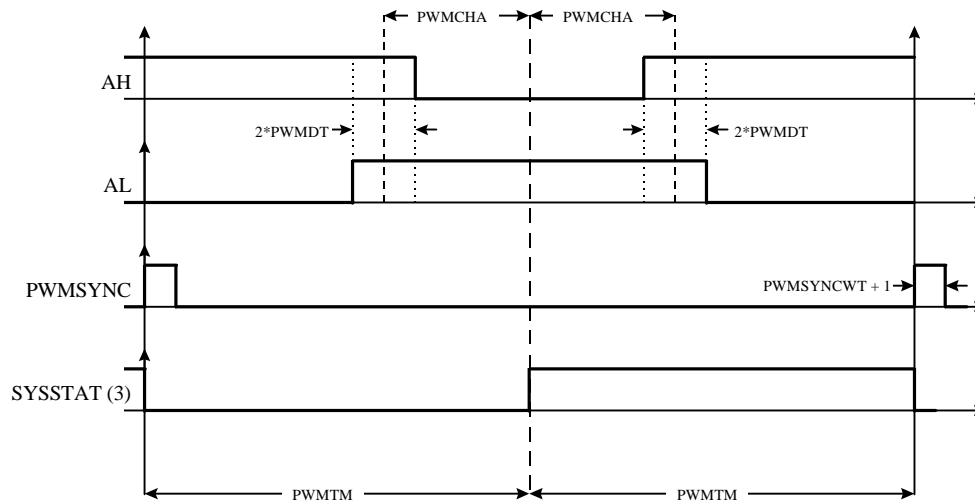 PWMCHA PWMCHA
AH
2*PWMDT 2*PWMDT
AL
PWMSYNC PWMSYNCWT + 1
SYSSTAT (3)
PWMTM PWMTM